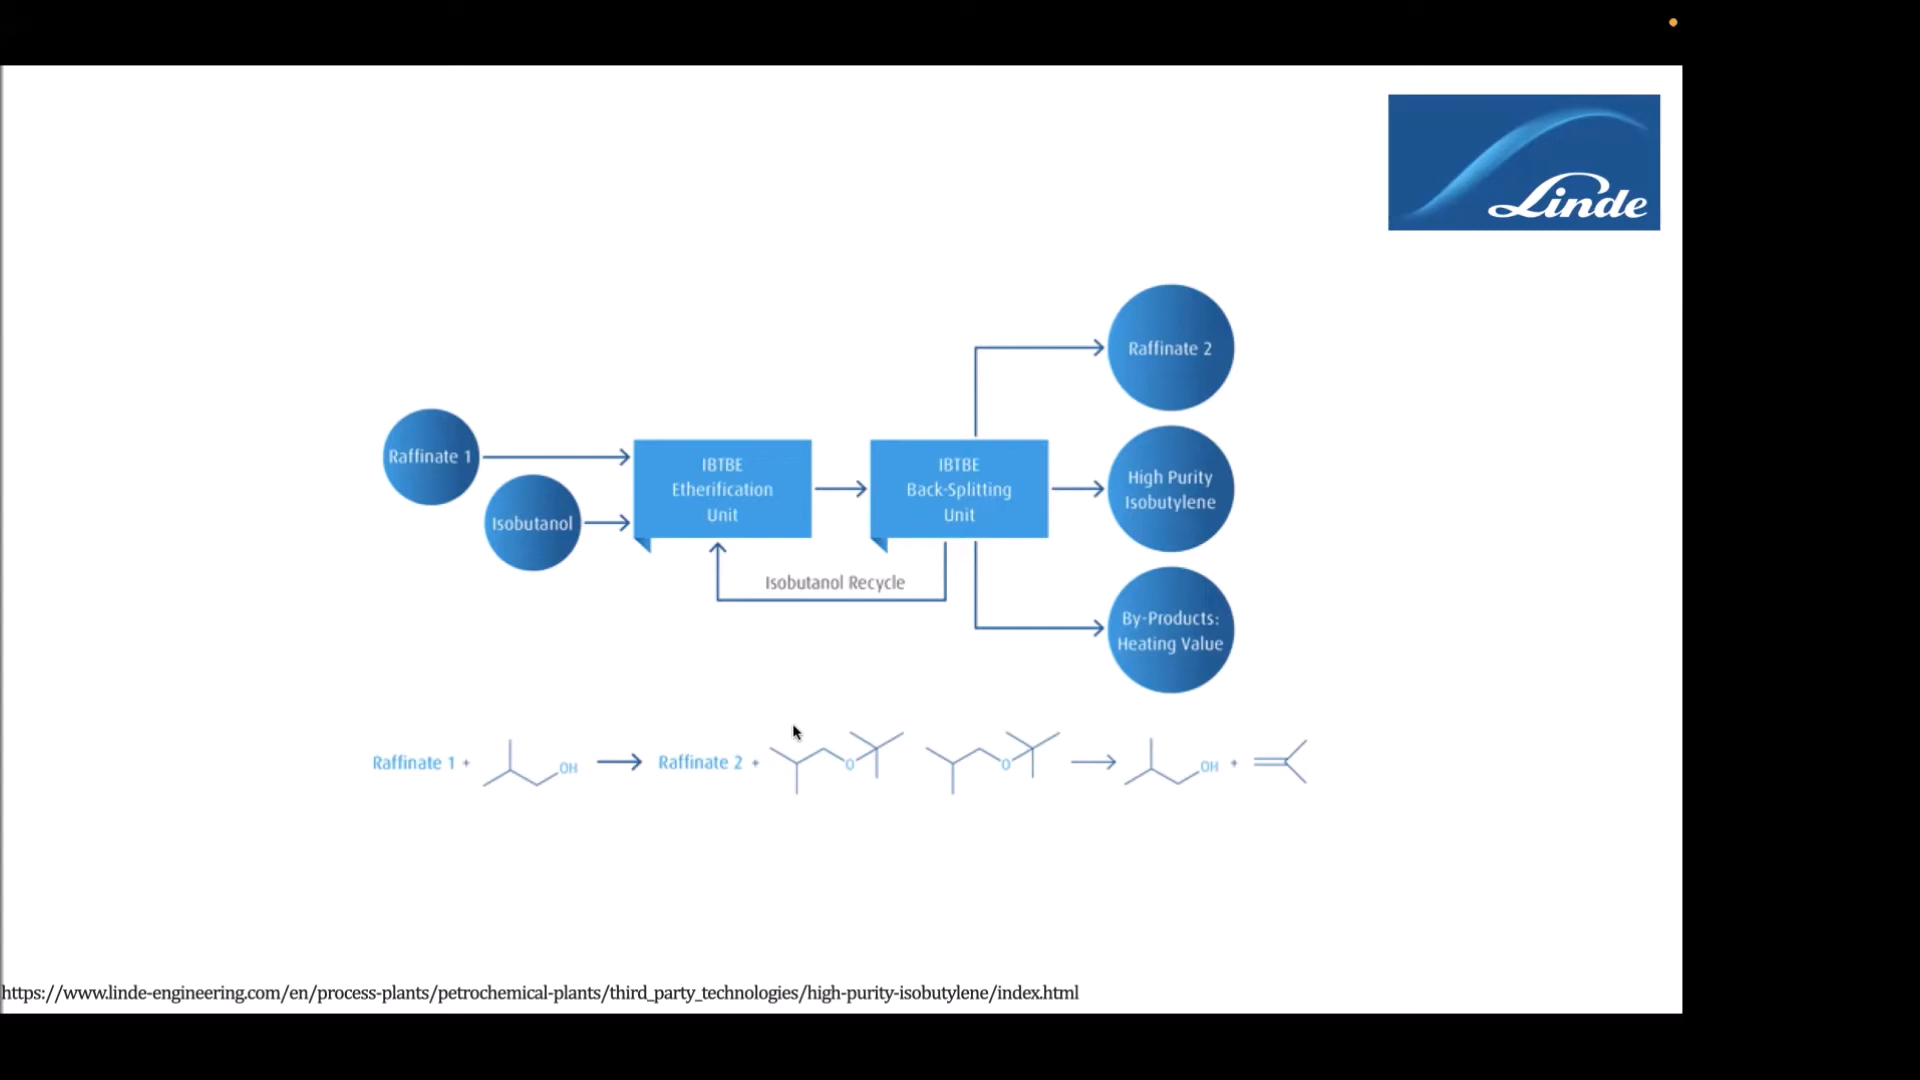 Linde
Raffinate 2
Raffinate 1
IBTBE
Etherification
Unit
IBTBE
Back-Splitting
Unit
High Purity
Isobutylene
Isobutanol
Isobutanol Recycle
By-Products:
Heating Value
Raffinate 1 + OH Raffinate 2 + O O OH +
https://www.linde-engineering.com/en/process-plants/petrochemical-plants/third_party_technologies/high-purity-isobutylene/index.html